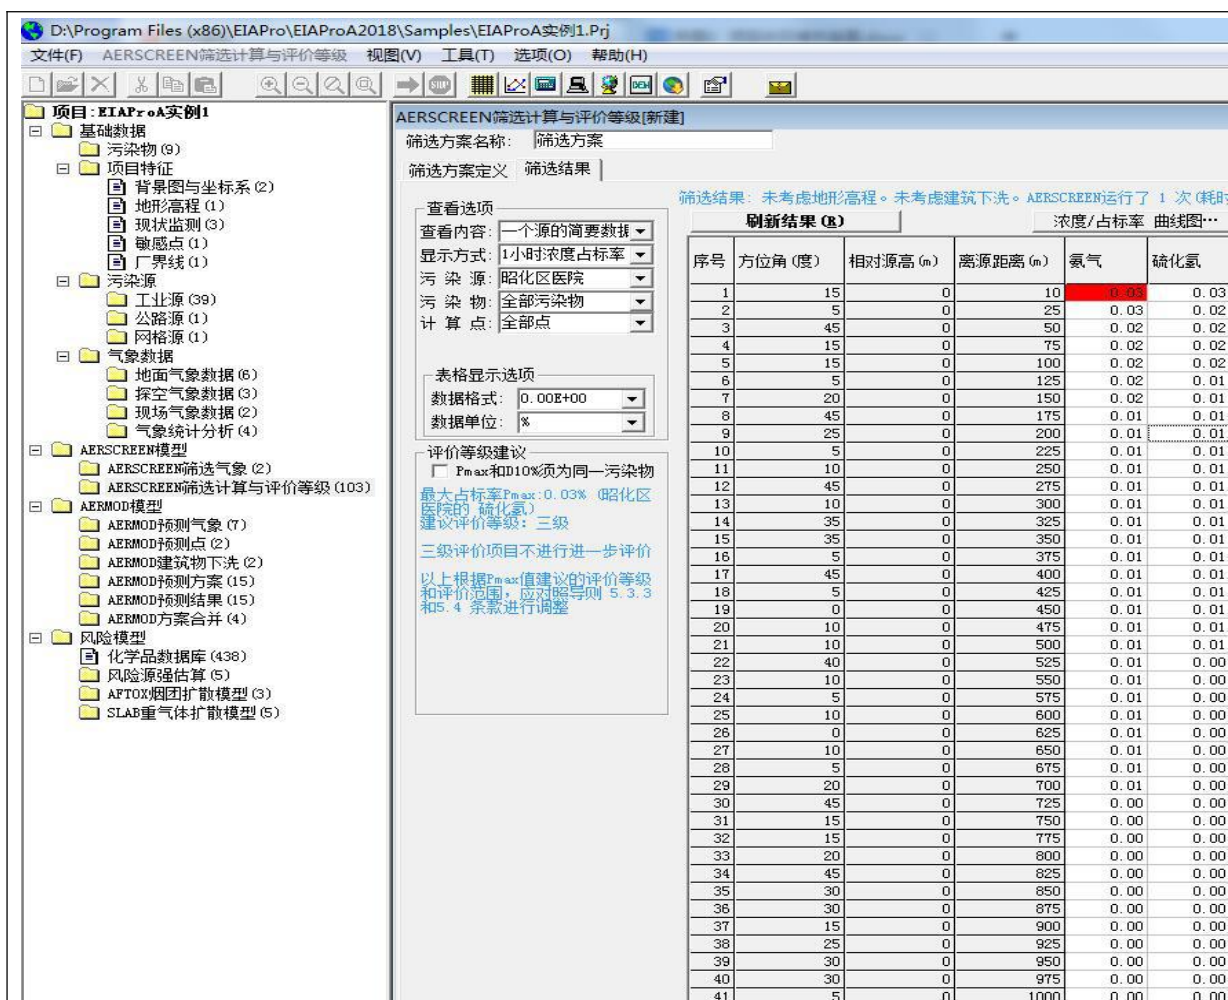 D:\Program Files (x86)\EIAPro\EIAProA2018\Samples\EIAProA实例1.Prj
文件(F) AERSCREEN筛选计算与评价等级 视图(V) 工具(T) 选项(O) 帮助(H)
项目:EIAProA实例1
基础数据
污染物(9)
项目特征
背景图与坐标系(2)
地形高程(1)
现状监测(3)
敏感点(1)
厂界线(1)
污染源
工业源(39)
公路源(1)
网格源(1)
气象数据
地面气象数据(6)
探空气象数据(3)
现场气象数据(2)
气象统计分析(4)
AERSCREEN模型
AERSCREEN筛选气象(2)
AERSCREEN筛选计算与评价等级(103)
AERMOD模型
AERMOD预测气象(7)
AERMOD预测点(2)
AERMOD建筑物下洗(2)
AERMOD预测方案(15)
AERMOD预测结果(15)
AERMOD方案合并(4)
风险模型
化学品数据库(438)
风险源强估算(5)
AFTOX烟团扩散模型(3)
SLAB重气体扩散模型(5)
AERSCREEN筛选计算与评价等级[新建]
筛选方案名称: 筛选方案
筛选方案定义 筛选结果
查看选项
查看内容: 一个源的简要数据
显示方式: 1小时浓度占标率
污 染 源: 昭化区医院
污 染 物: 全部污染物
计 算 点: 全部点
表格显示选项
数据格式: 0.00E+00
数据单位: %
评价等级建议
Pmax和D10%须为同一污染物
最大占标率Pmax:0.03% (昭化区
医院的 硫化氢)
建议评价等级: 三级
三级评价项目不进行进一步评价
以上根据Pmax值建议的评价等级
和评价范围,应对照导则 5.3.3
和5.4 条款进行调整
筛选结果: 未考虑地形高程。未考虑建筑下洗。AERSCREEN运行了 1 次(耗时
刷新结果(R) 浓度/占标率 曲线图…
序号 方位角(度) 相对源高(m) 离源距离(m) 氨气 硫化氢
1 15 0 10 0.03 0.03
2 5 0 25 0.03 0.02
3 45 0 50 0.02 0.02
4 15 0 75 0.02 0.02
5 15 0 100 0.02 0.02
6 5 0 125 0.02 0.01
7 20 0 150 0.02 0.01
8 45 0 175 0.01 0.01
9 25 0 200 0.01 0.01
10 5 0 225 0.01 0.01
11 10 0 250 0.01 0.01
12 45 0 275 0.01 0.01
13 10 0 300 0.01 0.01
14 35 0 325 0.01 0.01
15 35 0 350 0.01 0.01
16 5 0 375 0.01 0.01
17 45 0 400 0.01 0.01
18 5 0 425 0.01 0.01
19 0 0 450 0.01 0.01
20 10 0 475 0.01 0.01
21 10 0 500 0.01 0.01
22 40 0 525 0.01 0.00
23 10 0 550 0.01 0.00
24 5 0 575 0.01 0.00
25 10 0 600 0.01 0.00
26 0 0 625 0.01 0.00
27 10 0 650 0.01 0.00
28 5 0 675 0.01 0.00
29 20 0 700 0.01 0.00
30 45 0 725 0.00 0.00
31 15 0 750 0.00 0.00
32 15 0 775 0.00 0.00
33 20 0 800 0.00 0.00
34 45 0 825 0.00 0.00
35 30 0 850 0.00 0.00
36 30 0 875 0.00 0.00
37 15 0 900 0.00 0.00
38 25 0 925 0.00 0.00
39 30 0 950 0.00 0.00
40 30 0 975 0.00 0.00
41 5 0 1000 0.00 0.00